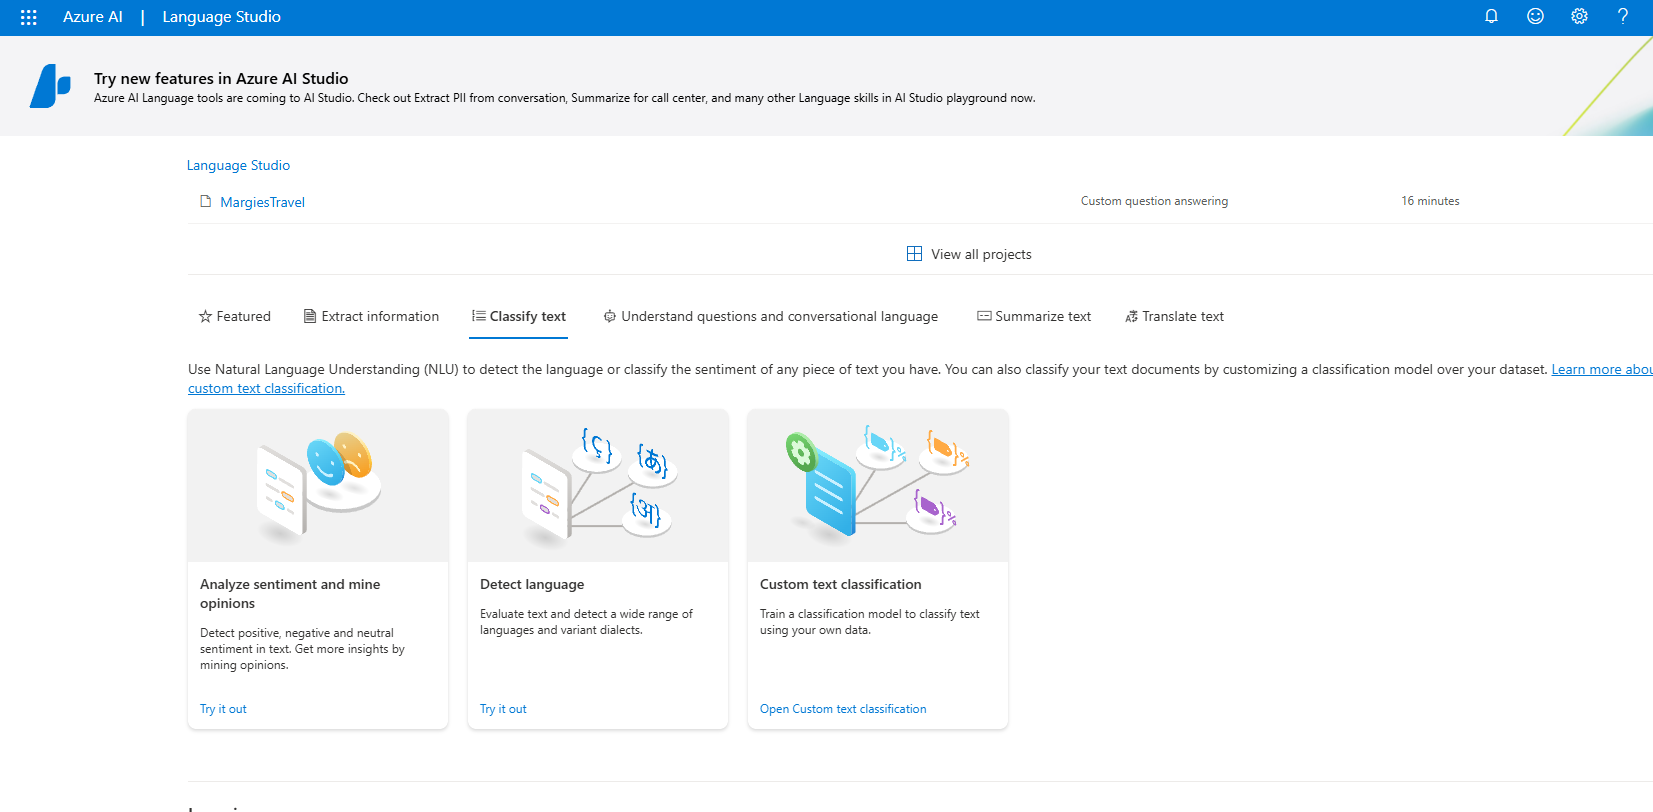 Azure AI | Language Studio
Try new features in Azure AI Studio
Azure AI Language tools are coming to AI Studio. Check out Extract PII from conversation, Summarize for call center, and many other Language skills in AI Studio playground now.
Language Studio
MargiesTravel Custom question answering 16 minutes
View all projects
Featured Extract information Classify text Understand questions and conversational language Summarize text Translate text
Use Natural Language Understanding (NLU) to detect the language or classify the sentiment of any piece of text you have. You can also classify your text documents by customizing a classification model over your dataset. Learn more abou
custom text classification.
Analyze sentiment and mine
opinions
Detect positive, negative and neutral
sentiment in text. Get more insights by
mining opinions.
Try it out
Detect language
Evaluate text and detect a wide range of
languages and variant dialects.
Try it out
Custom text classification
Train a classification model to classify text
using your own data.
Open Custom text classification